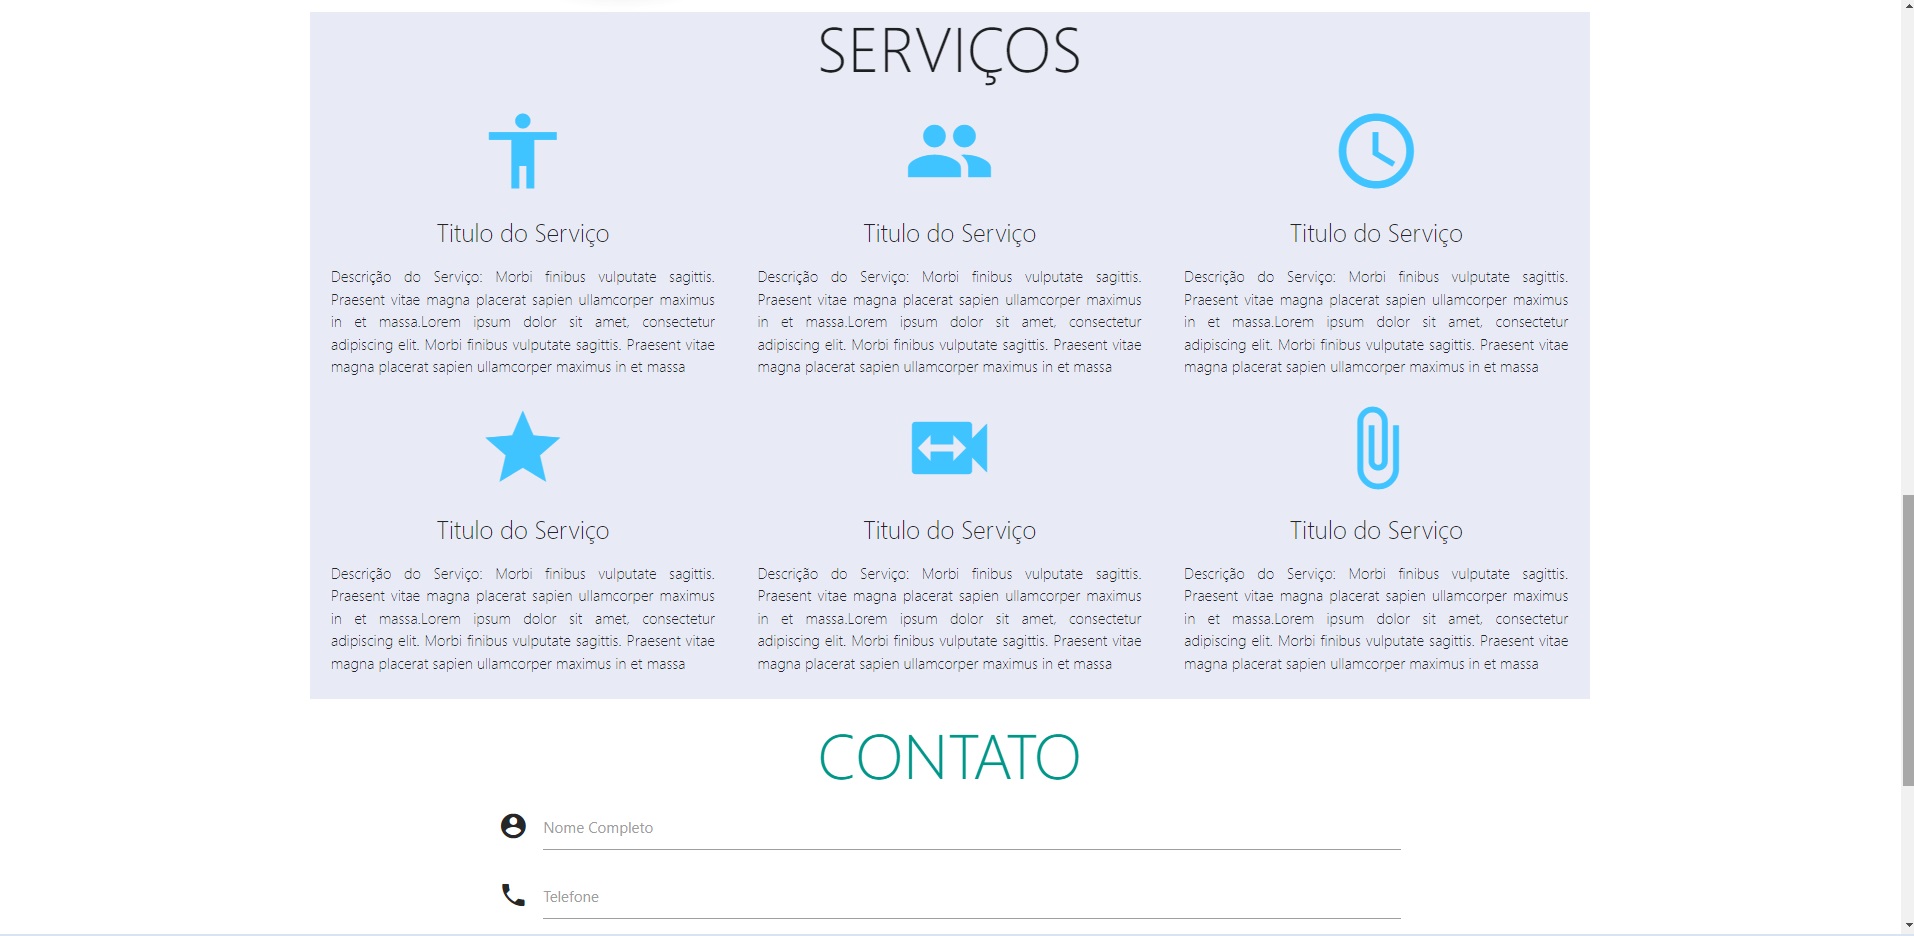 SERVIÇOS
Titulo do Serviço
Descrição do Serviço: Morbi finibus vulputate sagittis.
Praesent vitae magna placerat sapien ullamcorper maximus
in et massa.Lorem ipsum dolor sit amet, consectetur
adipiscing elit. Morbi finibus vulputate sagittis. Praesent vitae
magna placerat sapien ullamcorper maximus in et massa
Titulo do Serviço
Descrição do Serviço: Morbi finibus vulputate sagittis.
Praesent vitae magna placerat sapien ullamcorper maximus
in et massa.Lorem ipsum dolor sit amet, consectetur
adipiscing elit. Morbi finibus vulputate sagittis. Praesent vitae
magna placerat sapien ullamcorper maximus in et massa
Titulo do Serviço
Descrição do Serviço: Morbi finibus vulputate sagittis.
Praesent vitae magna placerat sapien ullamcorper maximus
in et massa.Lorem ipsum dolor sit amet, consectetur
adipiscing elit. Morbi finibus vulputate sagittis. Praesent vitae
magna placerat sapien ullamcorper maximus in et massa
Titulo do Serviço
Descrição do Serviço: Morbi finibus vulputate sagittis.
Praesent vitae magna placerat sapien ullamcorper maximus
in et massa.Lorem ipsum dolor sit amet, consectetur
adipiscing elit. Morbi finibus vulputate sagittis. Praesent vitae
magna placerat sapien ullamcorper maximus in et massa
Titulo do Serviço
Descrição do Serviço: Morbi finibus vulputate sagittis.
Praesent vitae magna placerat sapien ullamcorper maximus
in et massa.Lorem ipsum dolor sit amet, consectetur
adipiscing elit. Morbi finibus vulputate sagittis. Praesent vitae
magna placerat sapien ullamcorper maximus in et massa
Titulo do Serviço
Descrição do Serviço: Morbi finibus vulputate sagittis.
Praesent vitae magna placerat sapien ullamcorper maximus
in et massa.Lorem ipsum dolor sit amet, consectetur
adipiscing elit. Morbi finibus vulputate sagittis. Praesent vitae
magna placerat sapien ullamcorper maximus in et massa
CONTATO
Nome Completo
Telefone